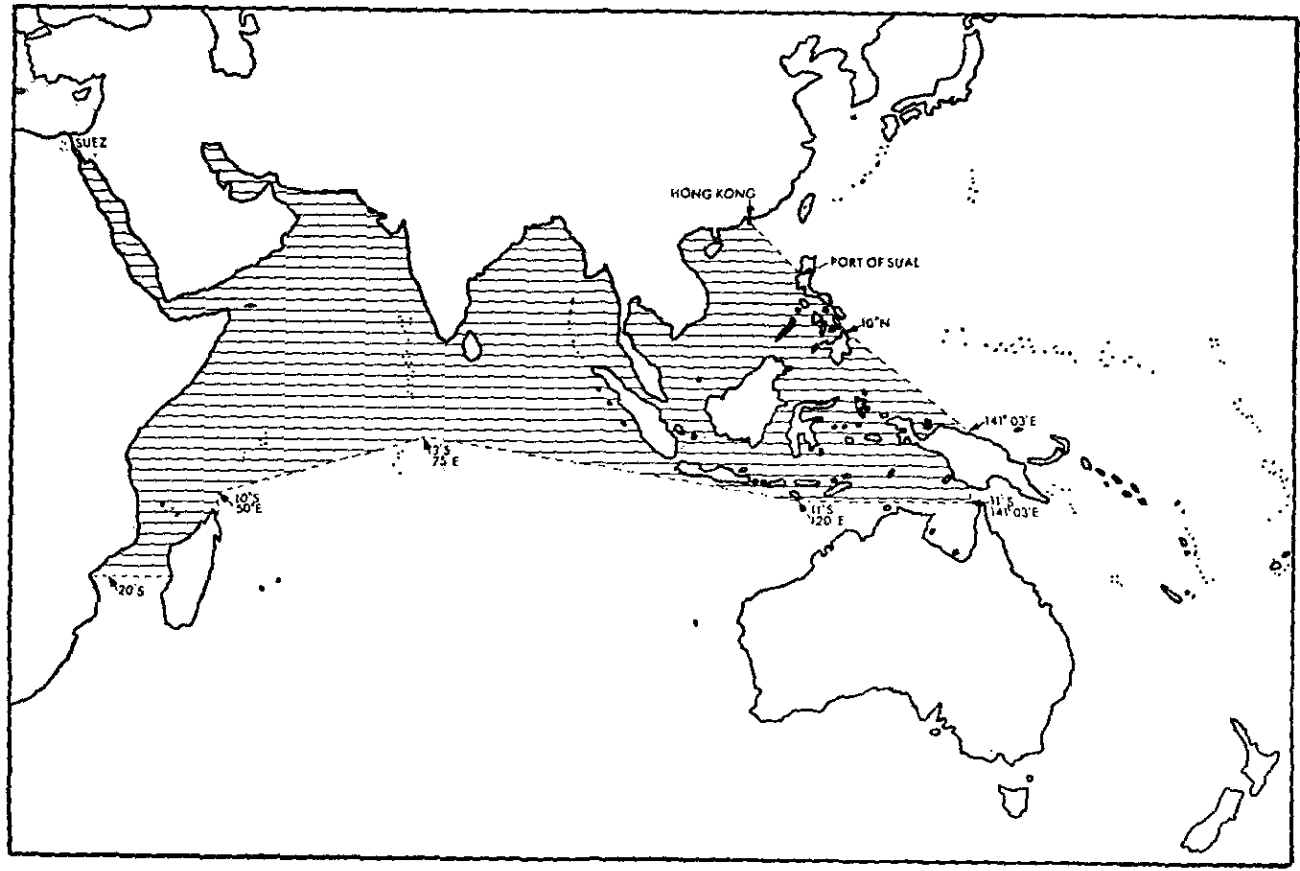 SUEZ
HONG KONG
PORT OF SUAL
10°N
141° 03'E
3°S
75 E
10°S
50°E
11°S
120 E
11°S
141°03'E
20°S